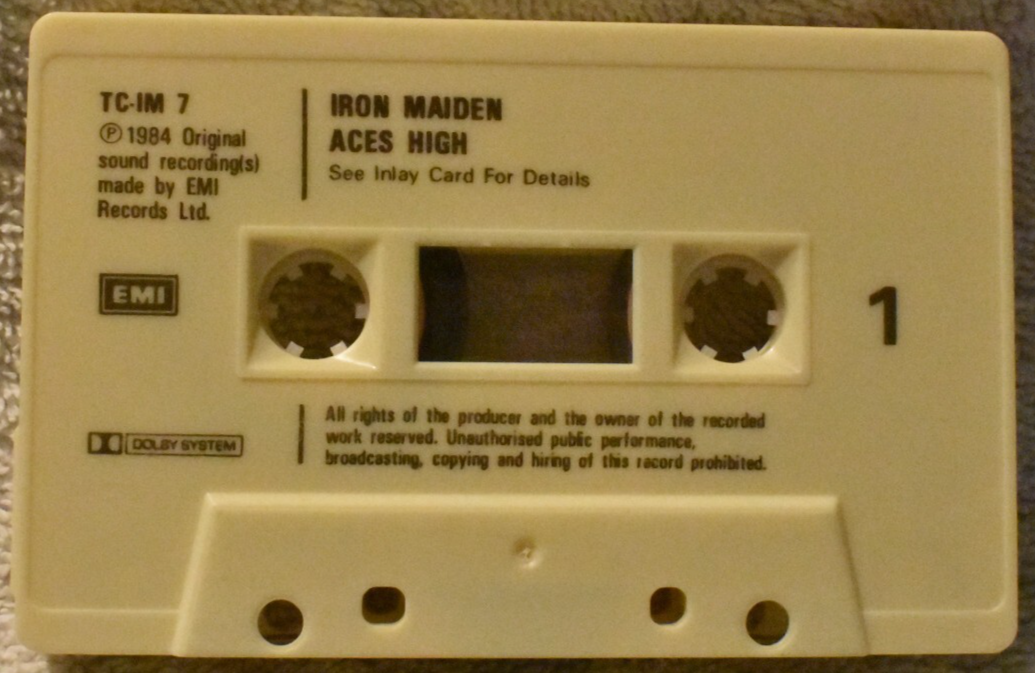 TC-IM 7
Ⓟ 1984 Original
sound recording(s)
made by EMI
Records Ltd.
IRON MAIDEN
ACES HIGH
See Inlay Card For Details
EMI
1
DOLBY SYSTEM
All rights of the producer and the owner of the recorded
work reserved. Unauthorised public performance,
broadcasting, copying and hiring of this record prohibited.